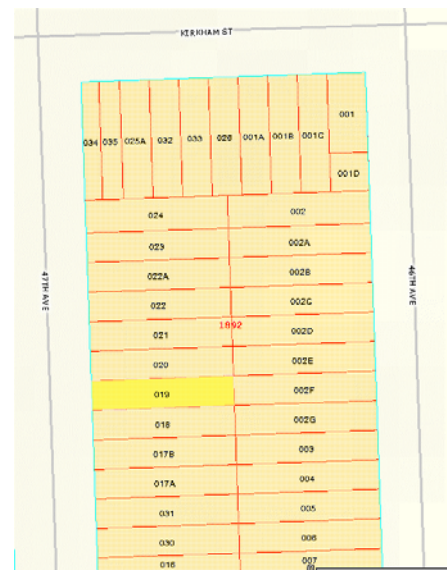 KIRKHAM ST
001
034 035 025A 032 033 026 001A 001B 001C
001D
024 002
023 002A
022A 002B
47TH AVE 46TH AVE
022 002C
1892
021 002D
020 002E
019 002F
018 002G
017B 003
017A 004
031 005
030 006
016 007